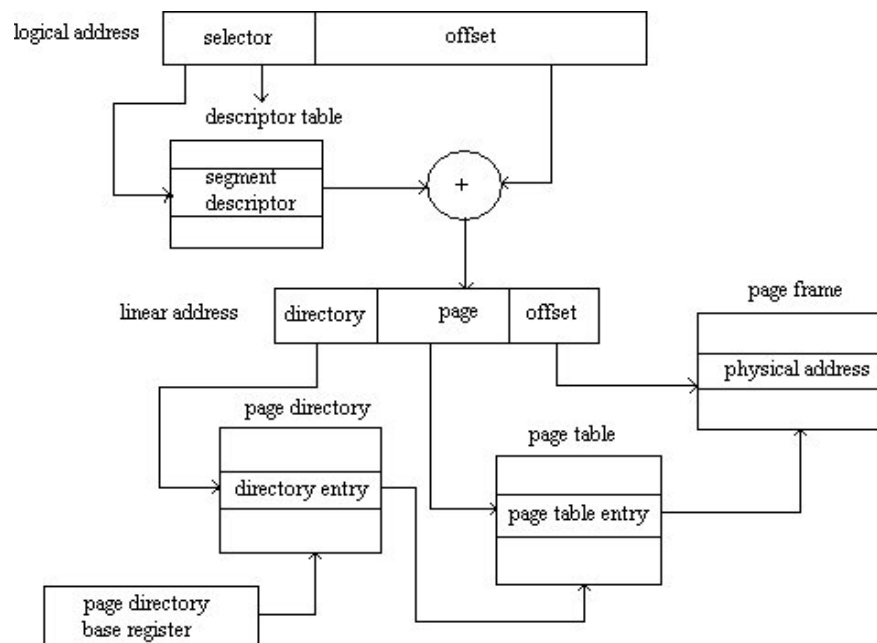 logical address
selector
offset
descriptor table
segment
descriptor
+
linear address
directory
page
offset
page frame
physical address
page directory
directory entry
page table
page table entry
page directory
base register